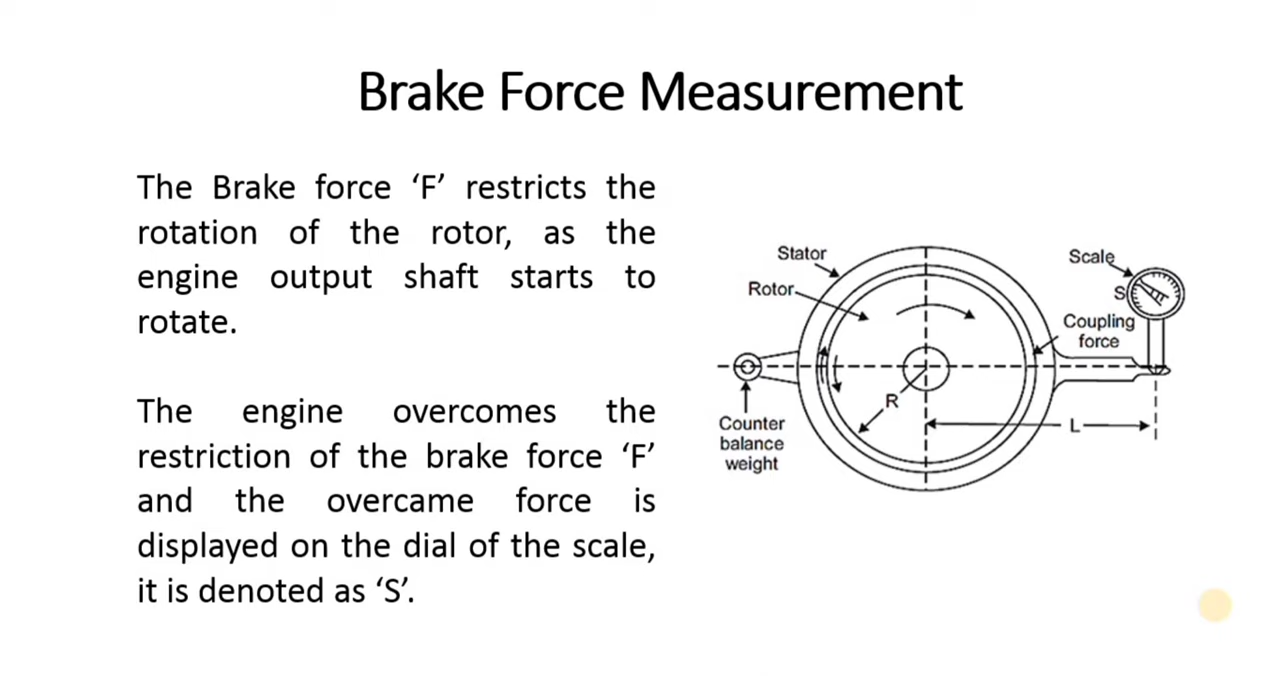 Brake Force Measurement
The Brake force ‘F’ restricts the
rotation of the rotor, as the
engine output shaft starts to
rotate.
The engine overcomes the
restriction of the brake force ‘F’
and the overcame force is
displayed on the dial of the scale,
it is denoted as ‘S’.
Stator
Rotor
Scale
S
Coupling
force
R
L
Counter
balance
weight